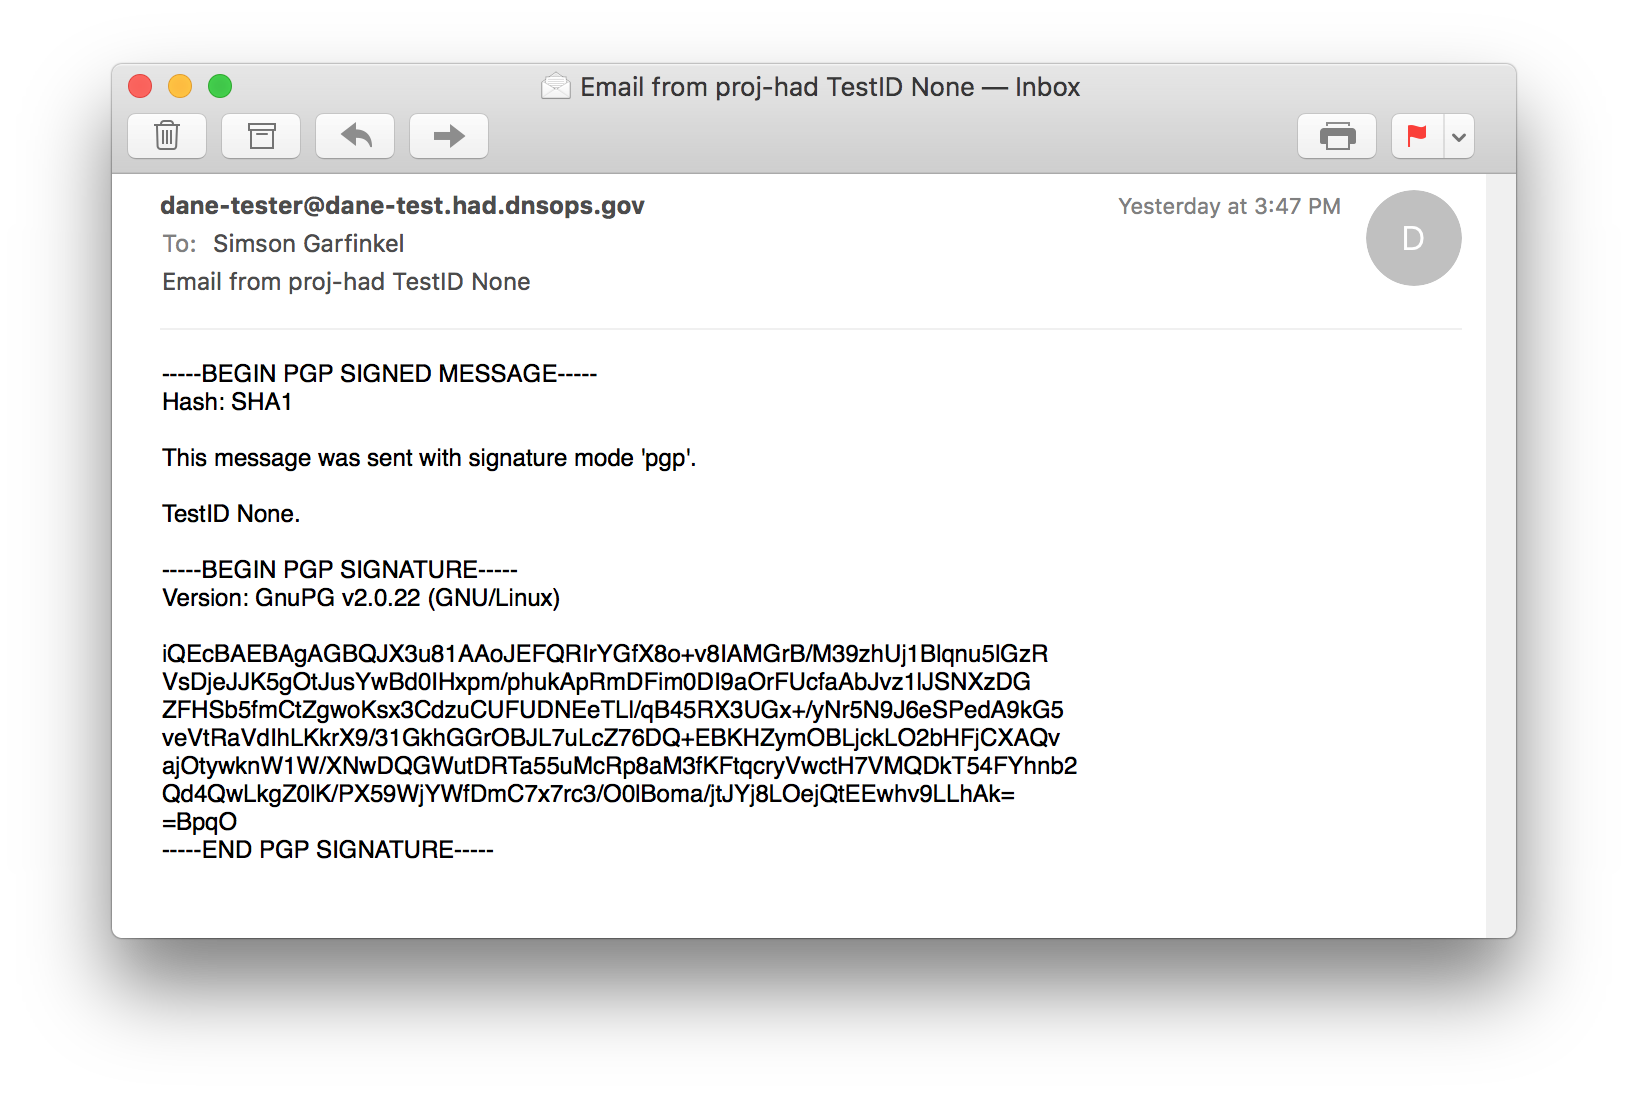 Email from proj-had TestID None — Inbox
dane-tester@dane-test.had.dnsops.gov
Yesterday at 3:47 PM
D
To: Simson Garfinkel
Email from proj-had TestID None
-----BEGIN PGP SIGNED MESSAGE-----
Hash: SHA1
This message was sent with signature mode 'pgp'.
TestID None.
-----BEGIN PGP SIGNATURE-----
Version: GnuPG v2.0.22 (GNU/Linux)
iQEcBAEBAgAGBQJX3u81AAoJEFQRIrYGfX8o+v8IAMGrB/M39zhUj1Blqnu5lGzR
VsDjeJJK5gOtJusYwBd0IHxpm/phukApRmDFim0DI9aOrFUcfaAbJvz1lJSNXzDG
ZFHSb5fmCtZgwoKsx3CdzuCUFUDNEeTLl/qB45RX3UGx+/yNr5N9J6eSPedA9kG5
veVtRaVdIhLKkrX9/31GkhGGrOBJL7uLcZ76DQ+EBKHZymOBLjckLO2bHFjCXAQv
ajOtywknW1W/XNwDQGWutDRTa55uMcRp8aM3fKFtqcryVwctH7VMQDkT54FYhnb2
Qd4QwLkgZ0lK/PX59WjYWfDmC7x7rc3/O0lBoma/jtJYj8LOejQtEEwhv9LLhAk=
=BpqO
-----END PGP SIGNATURE-----